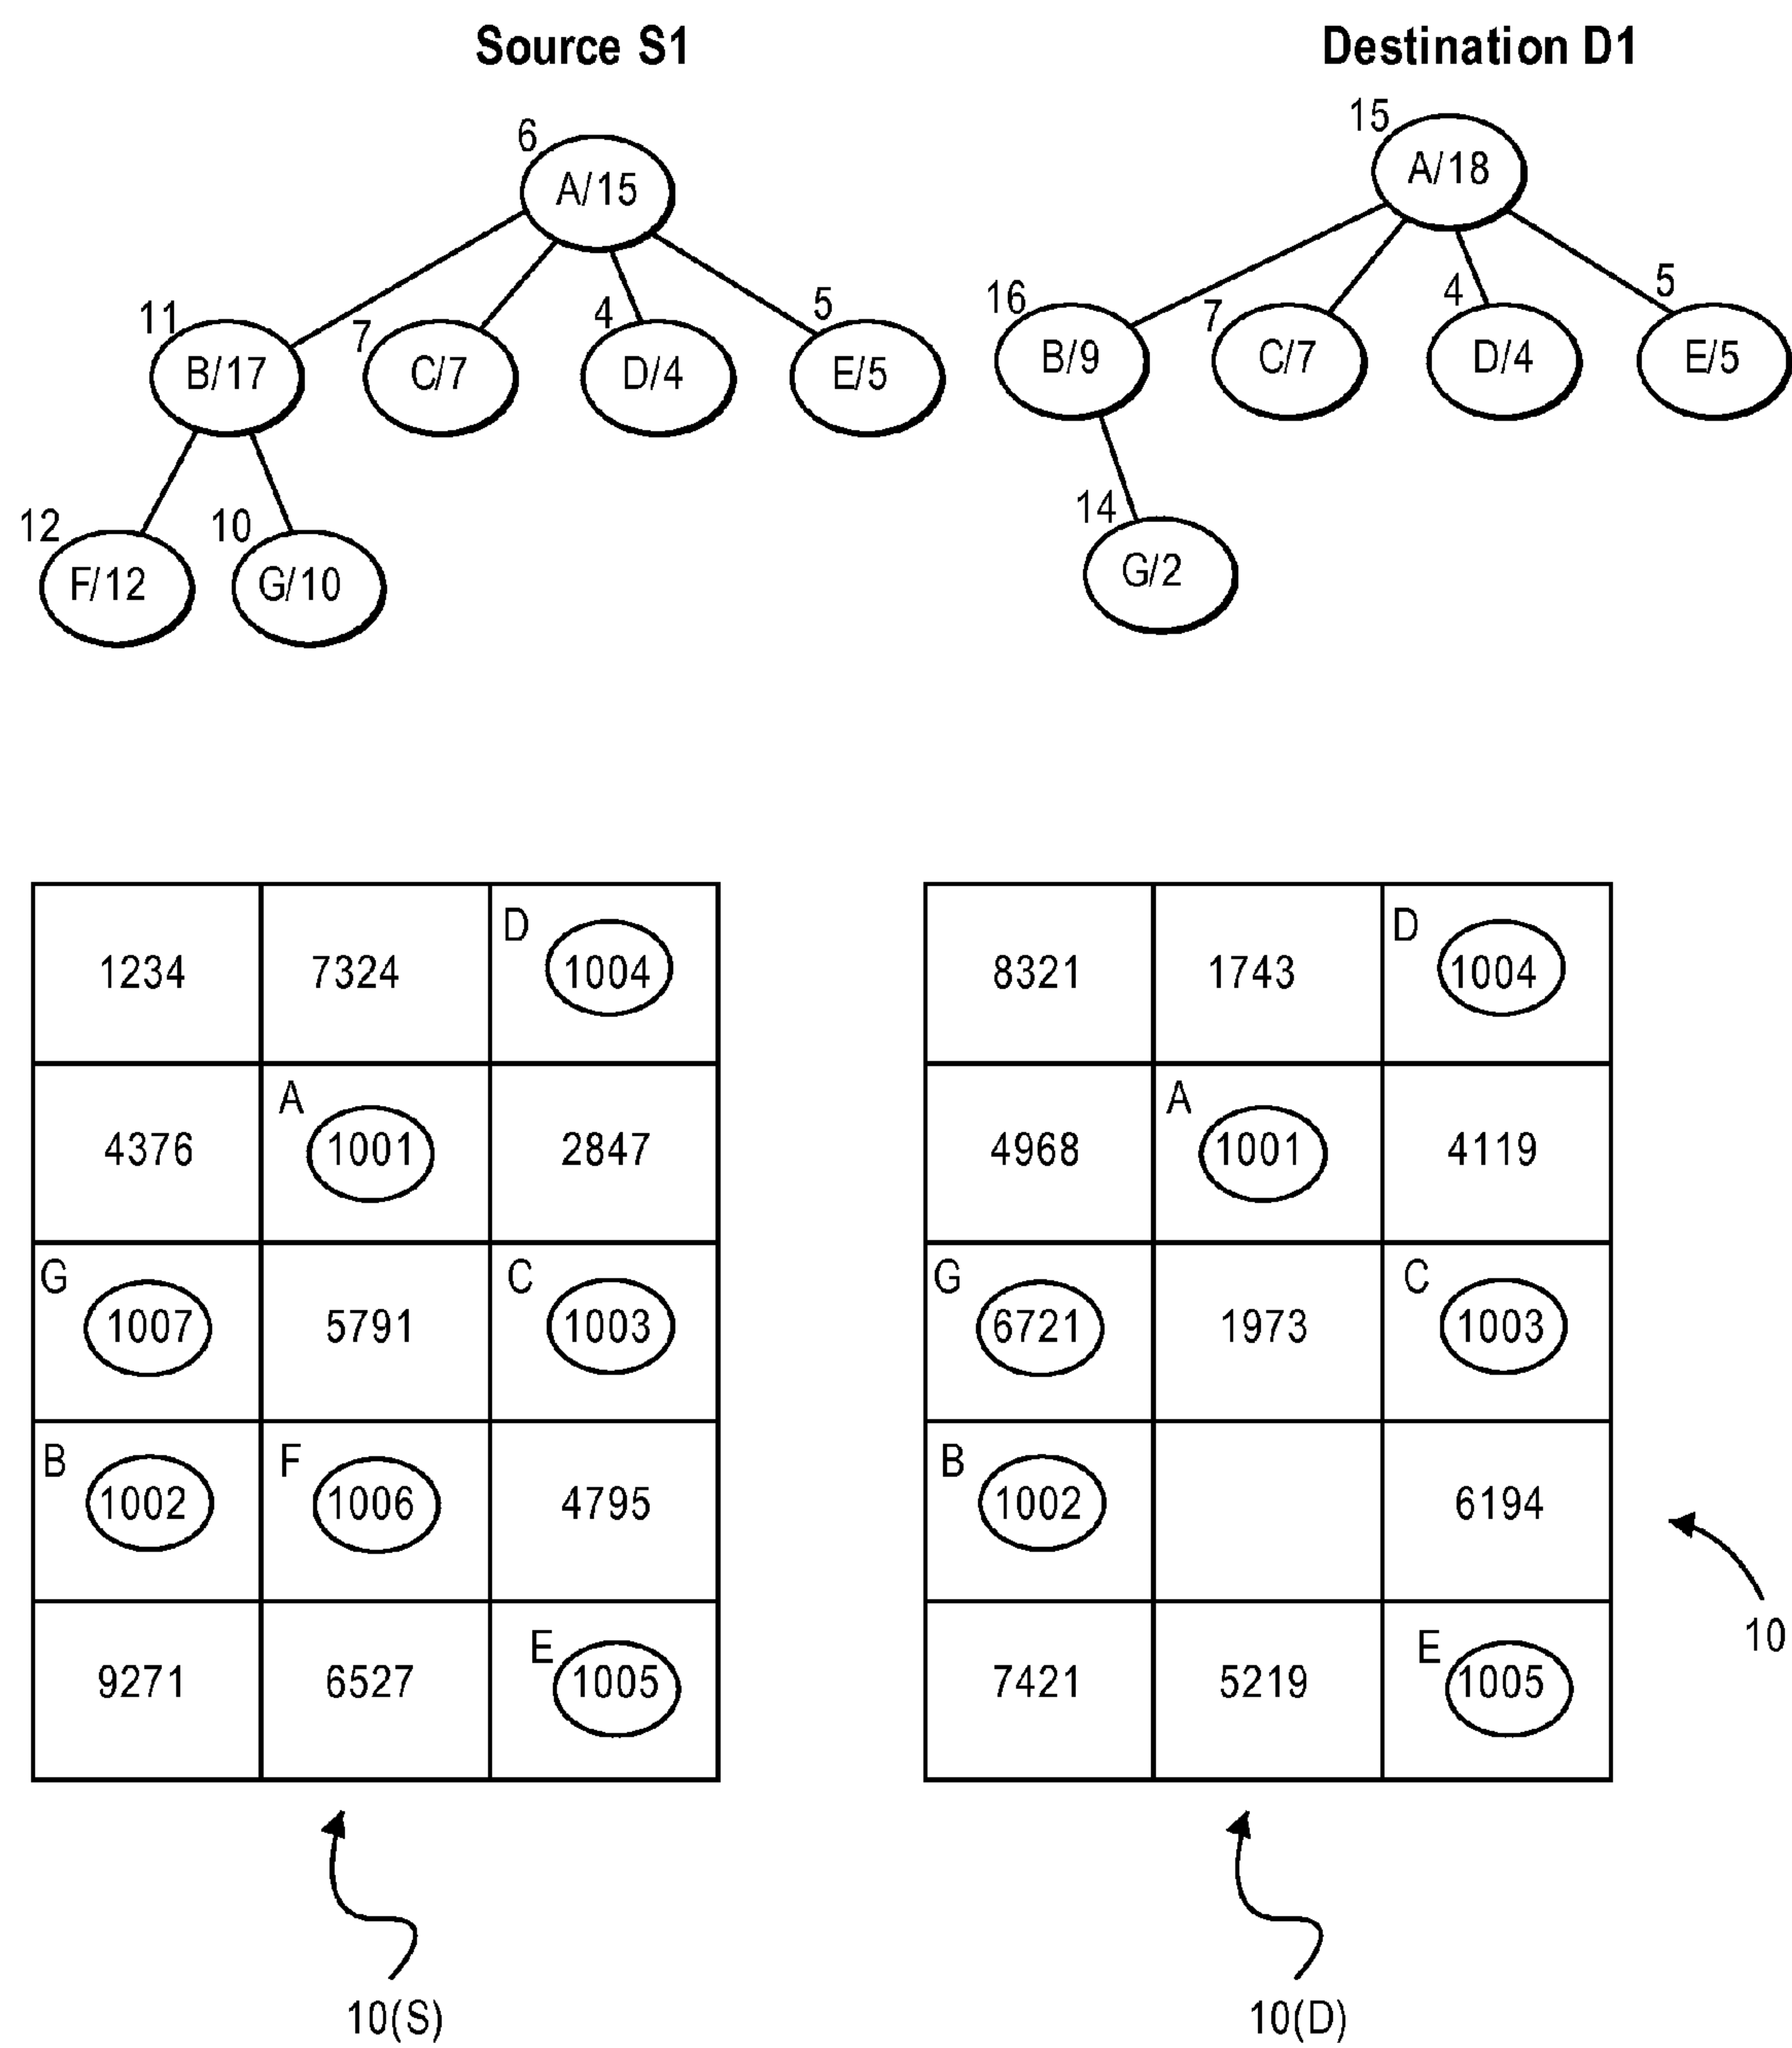 Source S1
6
A/15
11
B/17
7
C/7
4
D/4
5
E/5
12
F/12
10
G/10
Destination D1
15
A/18
16
B/9
7
C/7
4
D/4
5
E/5
14
G/2
1234
7324
D
1004
4376
A
1001
2847
G
1007
5791
C
1003
B
1002
F
1006
4795
9271
6527
E
1005
10(S)
8321
1743
D
1004
4968
A
1001
4119
G
6721
1973
C
1003
B
1002
6194
7421
5219
E
1005
10(D)
10